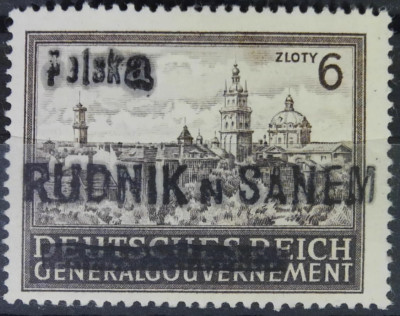 Polska
ZLOTY 6
RUDNIK N SANEM
DEUTSCHES REICH
GENERALGOUVERNEMENT